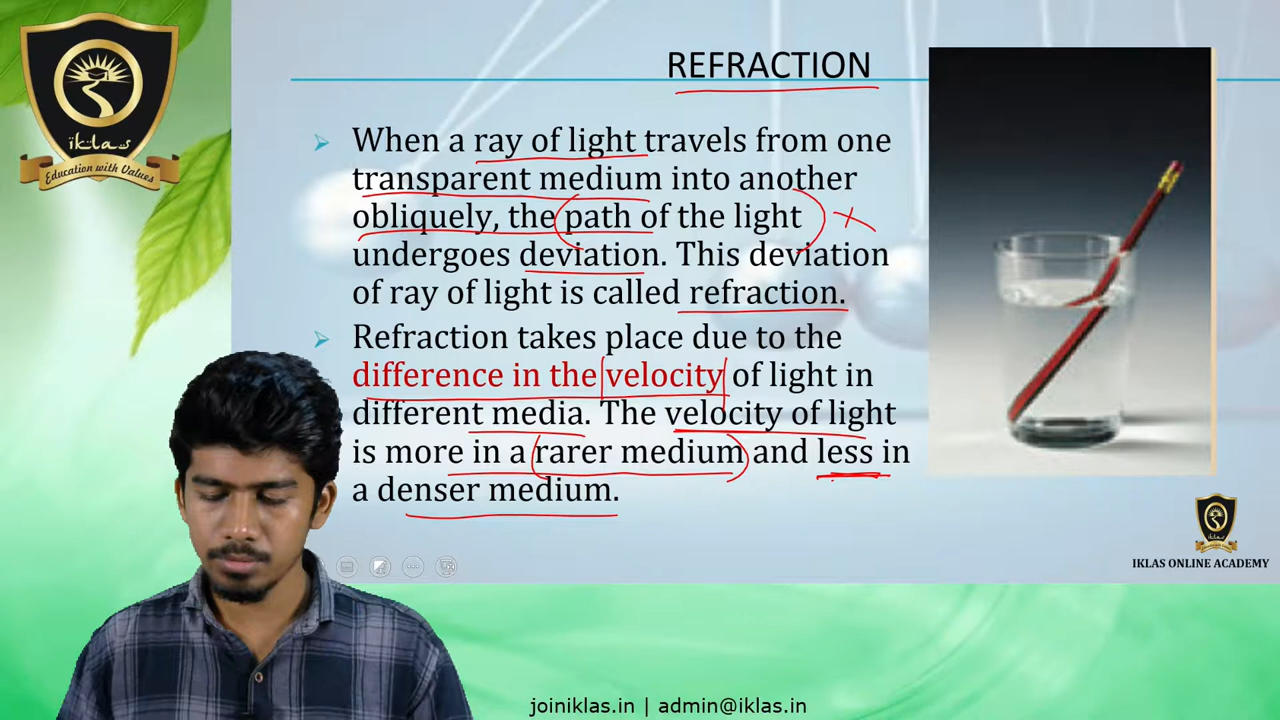 iklas
Education with Values
REFRACTION
When a ray of light travels from one
transparent medium into another
obliquely, the path of the light
undergoes deviation. This deviation
of ray of light is called refraction.
Refraction takes place due to the
difference in the velocity of light in
different media. The velocity of light
is more in a rarer medium and less in
a denser medium.
IKLAS ONLINE ACADEMY
joiniklas.in | admin@iklas.in